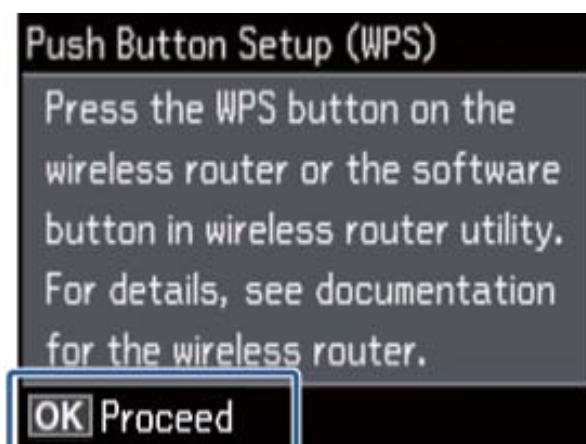 Push Button Setup (WPS)
Press the WPS button on the
wireless router or the software
button in wireless router utility.
For details, see documentation
for the wireless router.
OK Proceed